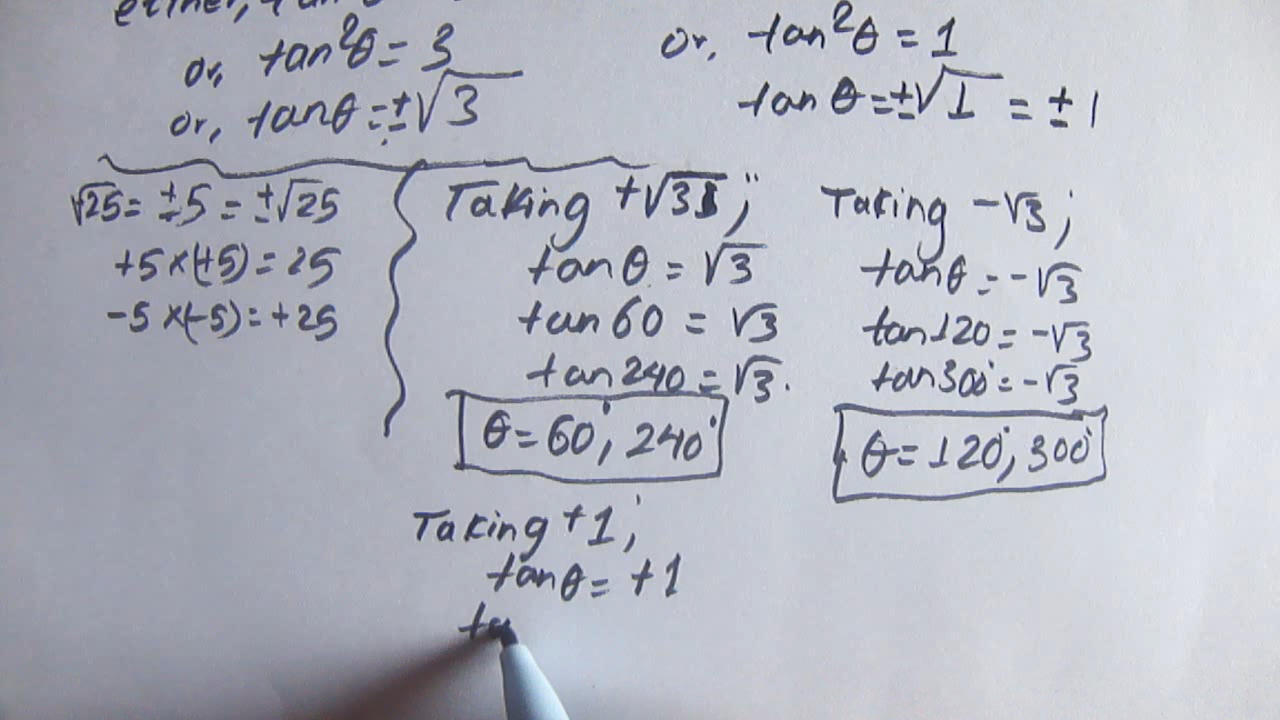 either, tan
or, tan²θ = 3
or, tanθ = ±√3
or, tan²θ = 1
tanθ = ±√1 = ±1
√25 = ±5 = ±√25
+5×(+5) = 25
-5×(-5) = +25
Taking +√3;
tanθ = √3
tan60 = √3
tan240 = √3.
θ = 60°, 240°
Taking -√3;
tanθ = -√3
tan120 = -√3
tan300° = -√3
θ = 120°, 300°
Taking +1;
tanθ = +1